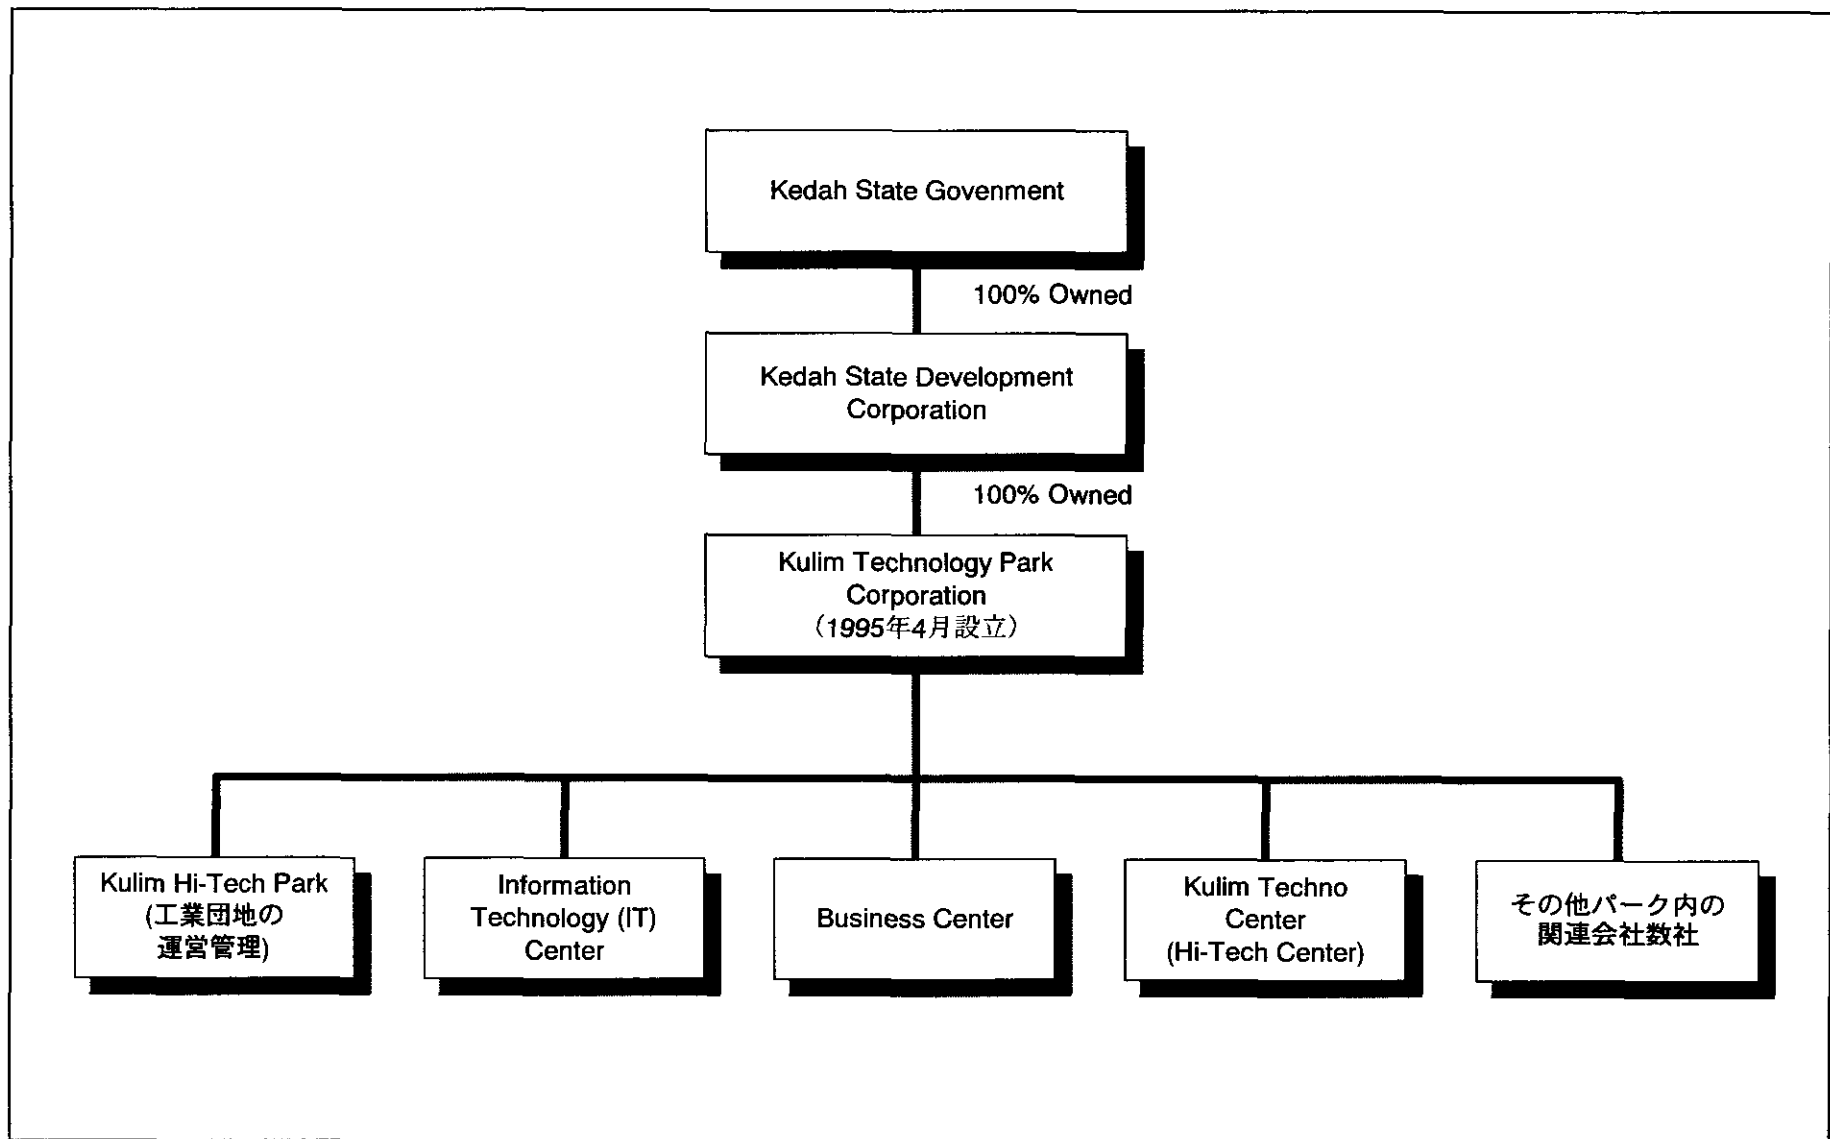 Kedah State Govenment
100% Owned
Kedah State Development
Corporation
100% Owned
Kulim Technology Park
Corporation
（1995年4月設立）
Kulim Hi-Tech Park
(工業団地の
運営管理)
Information
Technology (IT)
Center
Business Center
Kulim Techno
Center
(Hi-Tech Center)
その他パーク内の
関連会社数社